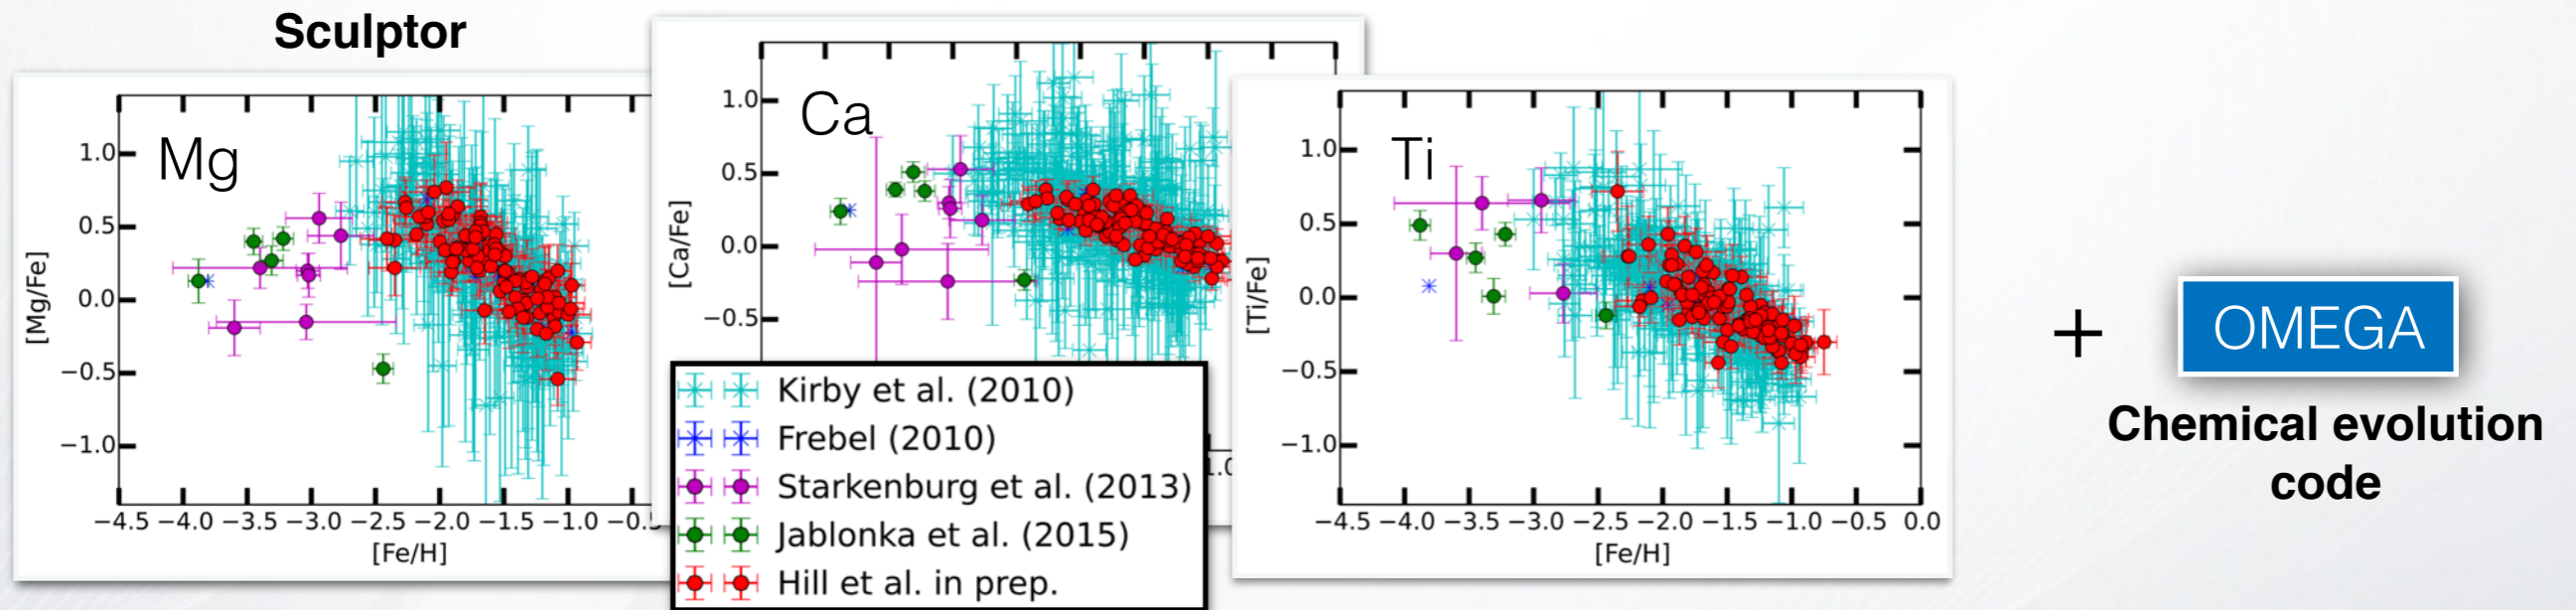 Sculptor
Mg
1.0
0.5
0.0
−0.5
−1.0
[Mg/Fe]
−4.5 −4.0 −3.5 −3.0 −2.5 −2.0 −1.5 −1.0
[Fe/H]
Ca
1.0
0.5
0.0
−0.5
[Ca/Fe]
Kirby et al. (2010)
Frebel (2010)
Starkenburg et al. (2013)
Jablonka et al. (2015)
Hill et al. in prep.
Ti
1.0
0.5
0.0
−0.5
−1.0
[Ti/Fe]
−4.5 −4.0 −3.5 −3.0 −2.5 −2.0 −1.5 −1.0 −0.5 0.0
[Fe/H]
+
OMEGA
Chemical evolution
code